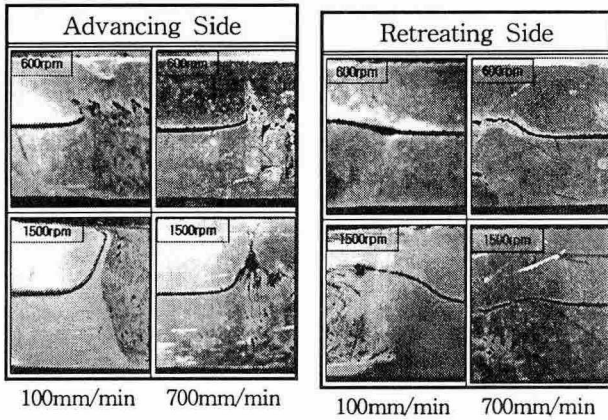 Advancing Side
600rpm 600rpm
1500rpm 1500rpm
100mm/min 700mm/min
Retreating Side
600rpm 600rpm
1500rpm 1500rpm
100mm/min 700mm/min